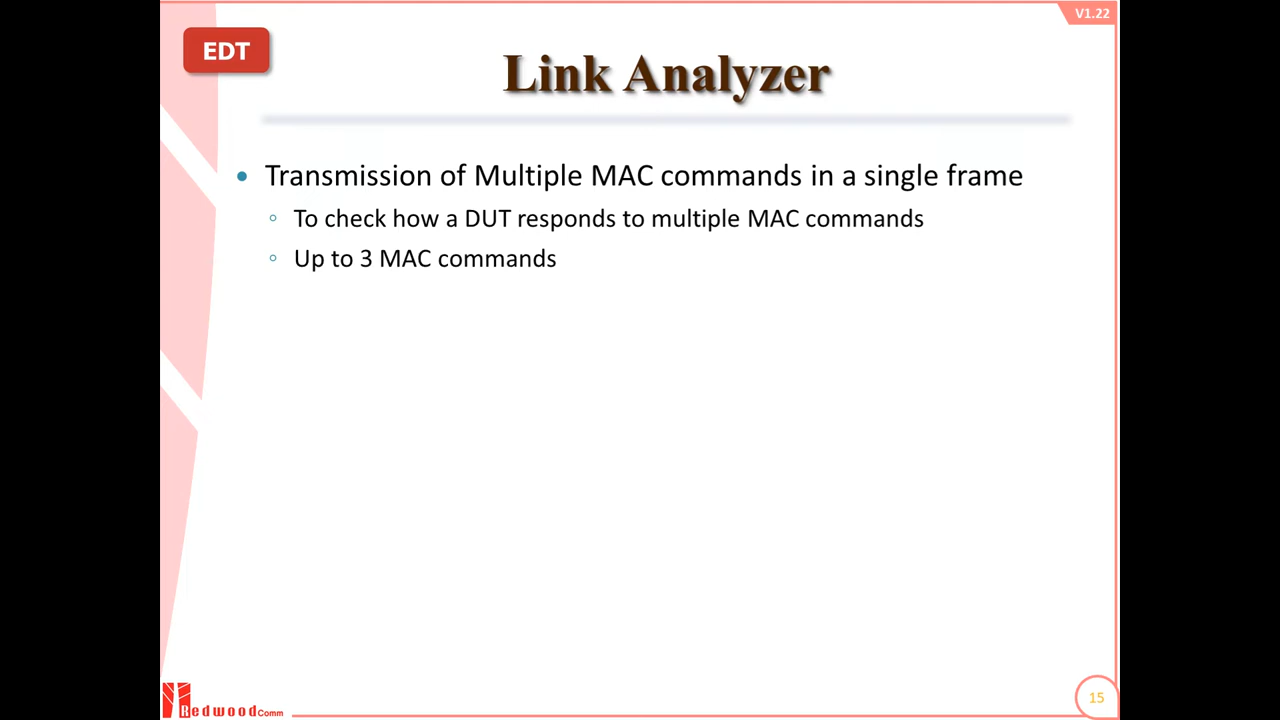 V1.22
EDT
Link Analyzer
• Transmission of Multiple MAC commands in a single frame
◦ To check how a DUT responds to multiple MAC commands
◦ Up to 3 MAC commands
RedwoodComm
15